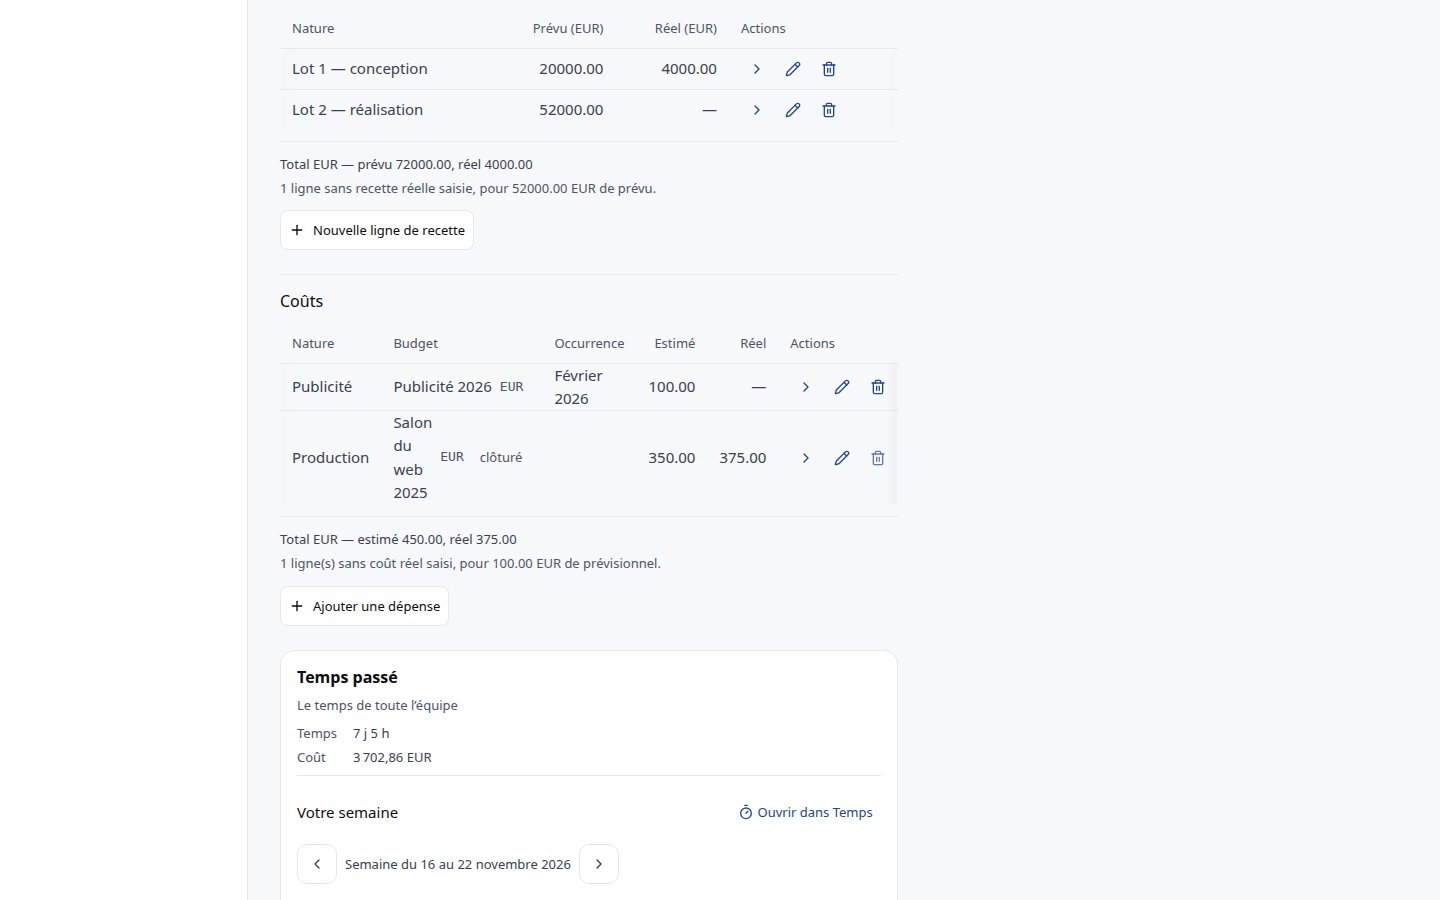 Nature Prévu (EUR) Réel (EUR) Actions
Lot 1 — conception 20000.00 4000.00
Lot 2 — réalisation 52000.00 —
Total EUR — prévu 72000.00, réel 4000.00
1 ligne sans recette réelle saisie, pour 52000.00 EUR de prévu.
Nouvelle ligne de recette
Coûts
Nature Budget Occurrence Estimé Réel Actions
Publicité Publicité 2026 EUR Février 2026 100.00 —
Production Salon du web 2025 EUR clôturé 350.00 375.00
Total EUR — estimé 450.00, réel 375.00
1 ligne(s) sans coût réel saisi, pour 100.00 EUR de prévisionnel.
Ajouter une dépense
Temps passé
Le temps de toute l’équipe
Temps 7 j 5 h
Coût 3 702,86 EUR
Votre semaine Ouvrir dans Temps
Semaine du 16 au 22 novembre 2026